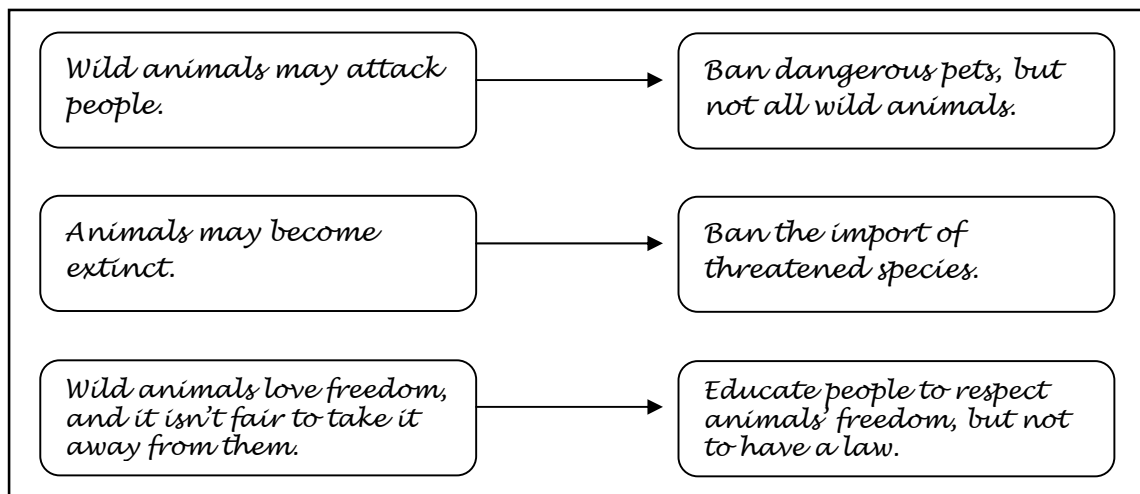 Wild animals may attack
people.
Ban dangerous pets, but
not all wild animals.
Animals may become
extinct.
Ban the import of
threatened species.
Wild animals love freedom,
and it isn't fair to take it
away from them.
Educate people to respect
animals' freedom, but not
to have a law.